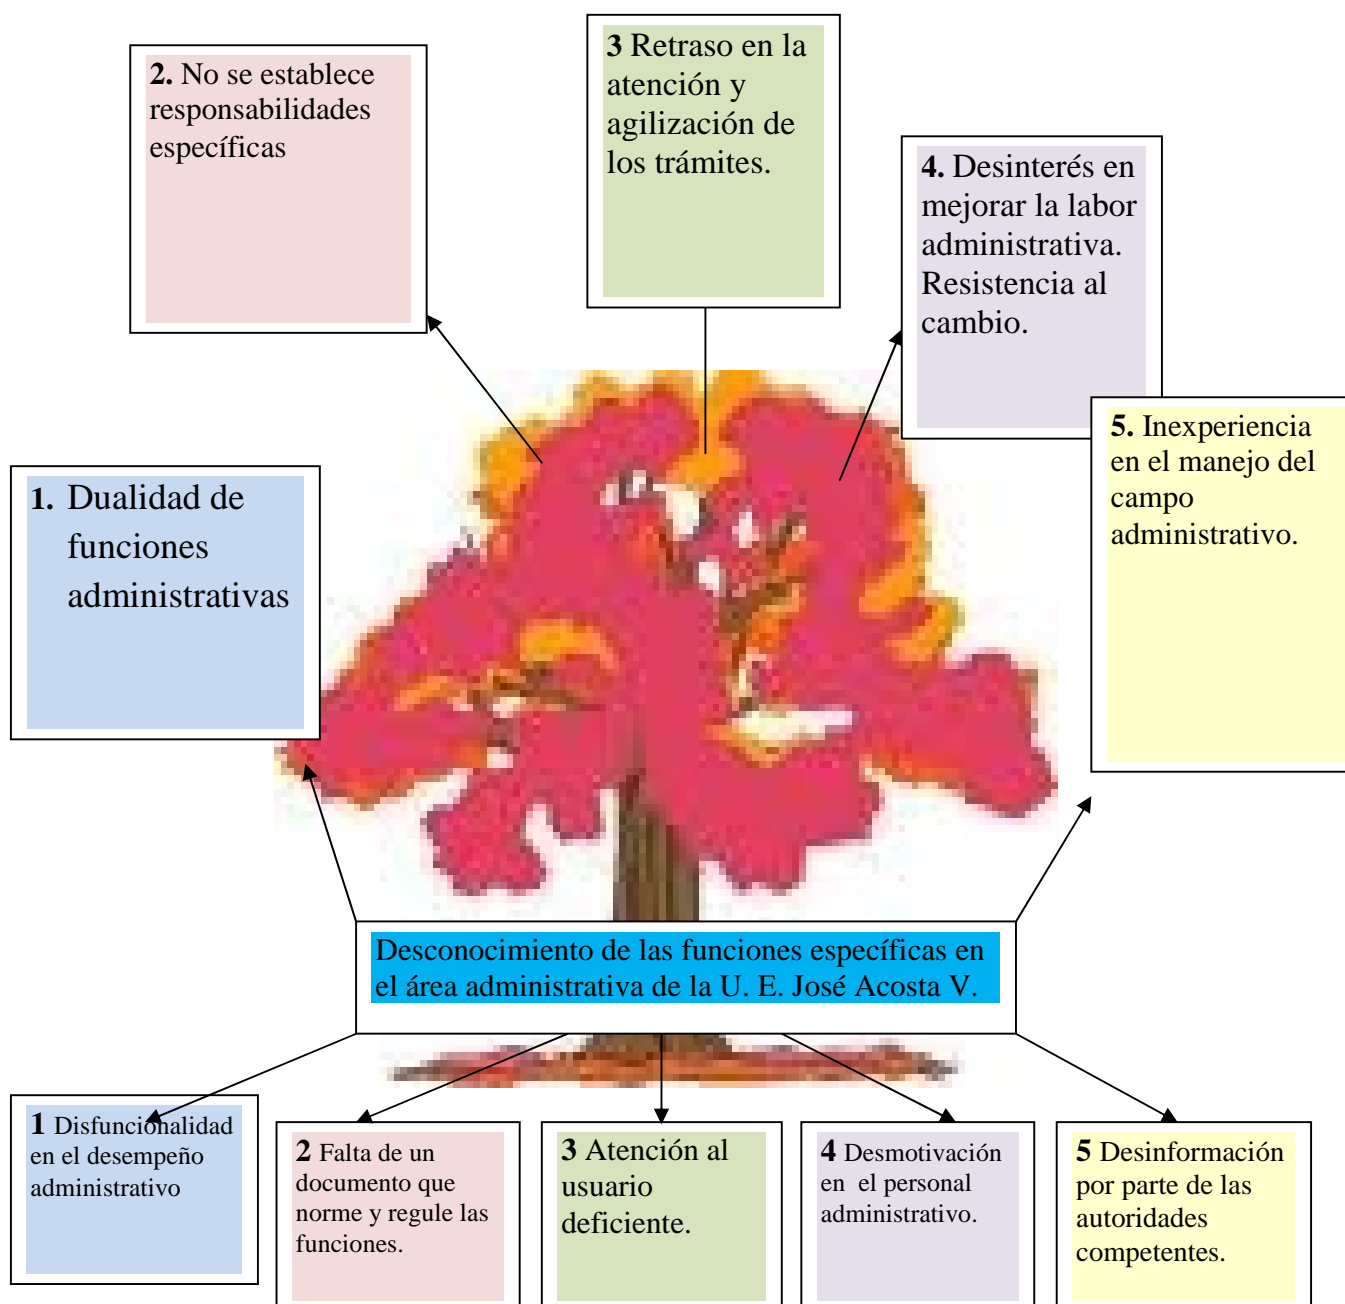 2. No se establece
responsabilidades
específicas
3 Retraso en la
atención y
agilización de
los trámites.
4. Desinterés en
mejorar la labor
administrativa.
Resistencia al
cambio.
5. Inexperiencia
en el manejo del
campo
administrativo.
1. Dualidad de
funciones
administrativas
Desconocimiento de las funciones específicas en
el área administrativa de la U. E. José Acosta V.
1 Disfuncionalidad
en el desempeño
administrativo
2 Falta de un
documento que
norme y regule las
funciones.
3 Atención al
usuario
deficiente.
4 Desmotivación
en el personal
administrativo.
5 Desinformación
por parte de las
autoridades
competentes.